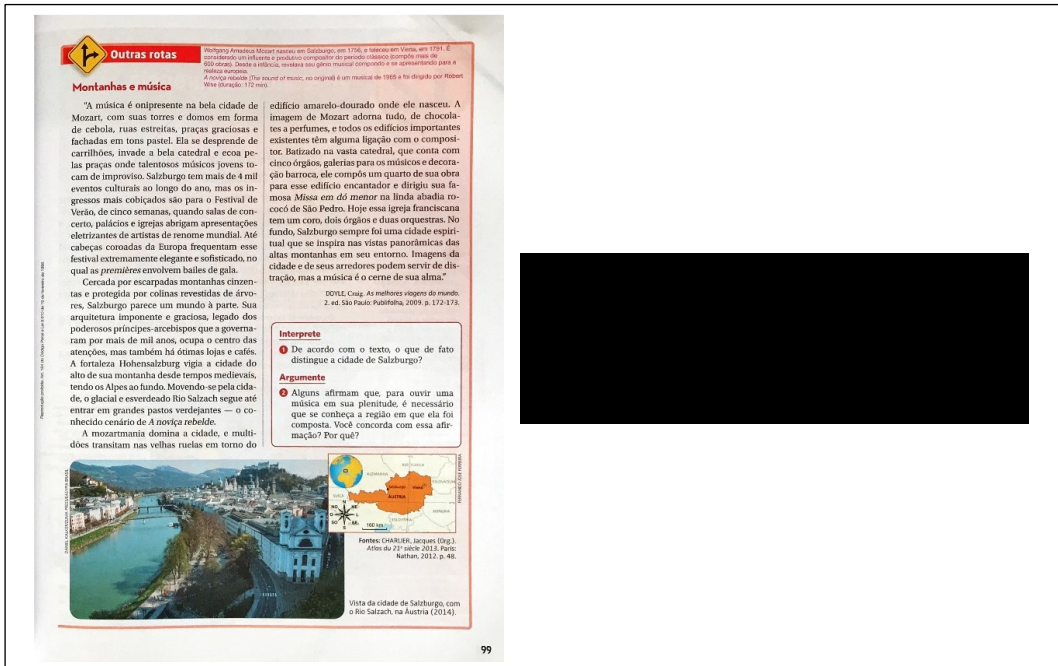 Outras rotas
Wolfgang Amadeus Mozart nasceu em Salzburgo, em 1756, e faleceu em Viena, em 1791. É
considerado um influente e produtivo compositor do período clássico (compôs mais de
600 obras). Desde a infância, revelara seu gênio musical compondo e se apresentando para a
realeza europeia.
A noviça rebelde (The sound of music, no original) é um musical de 1965 e foi dirigido por Robert
Wise (duração: 172 min).
Montanhas e música
"A música é onipresente na bela cidade de
Mozart, com suas torres e domos em forma
de cebola, ruas estreitas, praças graciosas e
fachadas em tons pastel. Ela se desprende de
carrilhões, invade a bela catedral e ecoa pe-
las praças onde talentosos músicos jovens to-
cam de improviso. Salzburgo tem mais de 4 mil
eventos culturais ao longo do ano, mas os in-
gressos mais cobiçados são para o Festival de
Verão, de cinco semanas, quando salas de con-
certo, palácios e igrejas abrigam apresentações
eletrizantes de artistas de renome mundial. Até
cabeças coroadas da Europa frequentam esse
festival extremamente elegante e sofisticado, no
qual as premières envolvem bailes de gala.
Cercada por escarpadas montanhas cinzen-
tas e protegida por colinas revestidas de árvo-
res, Salzburgo parece um mundo à parte. Sua
arquitetura imponente e graciosa, legado dos
poderosos príncipes-arcebispos que a governa-
ram por mais de mil anos, ocupa o centro das
atenções, mas também há ótimas lojas e cafés.
A fortaleza Hohensalzburg vigia a cidade do
alto de sua montanha desde tempos medievais,
tendo os Alpes ao fundo. Movendo-se pela cida-
de, o glacial e esverdeado Rio Salzach segue até
entrar em grandes pastos verdejantes — o co-
nhecido cenário de A noviça rebelde.
A mozartmania domina a cidade, e multi-
dões transitam nas velhas ruelas em torno do
edifício amarelo-dourado onde ele nasceu. A
imagem de Mozart adorna tudo, de chocola-
tes a perfumes, e todos os edifícios importantes
existentes têm alguma ligação com o composi-
tor. Batizado na vasta catedral, que conta com
cinco órgãos, galerias para os músicos e decora-
ção barroca, ele compôs um quarto de sua obra
para esse edifício encantador e dirigiu sua fa-
mosa Missa em dó menor na linda abadia ro-
cocó de São Pedro. Hoje essa igreja franciscana
tem um coro, dois órgãos e duas orquestras. No
fundo, Salzburgo sempre foi uma cidade espiri-
tual que se inspira nas vistas panorâmicas das
altas montanhas em seu entorno. Imagens da
cidade e de seus arredores podem servir de dis-
tração, mas a música é o cerne de sua alma."
DOYLE, Craig. As melhores viagens do mundo.
2. ed. São Paulo: Publifolha, 2009. p. 172-173.
Interprete
1 De acordo com o texto, o que de fato
distingue a cidade de Salzburgo?
Argumente
2 Alguns afirmam que, para ouvir uma
música em sua plenitude, é necessário
que se conheça a região em que ela foi
composta. Você concorda com essa afir-
mação? Por quê?
ALEMANHA
Salzburgo
Viena
ÁUSTRIA
N
NO
NE
O
L
SO
SE
S
160 km
FERNANDO JOSÉ FERREIRA
Fontes: CHARLIER, Jacques (Org.).
Atlas du 21e siècle 2013. Paris:
Nathan, 2012. p. 48.
Vista da cidade de Salzburgo, com
o Rio Salzach, na Áustria (2014).
99